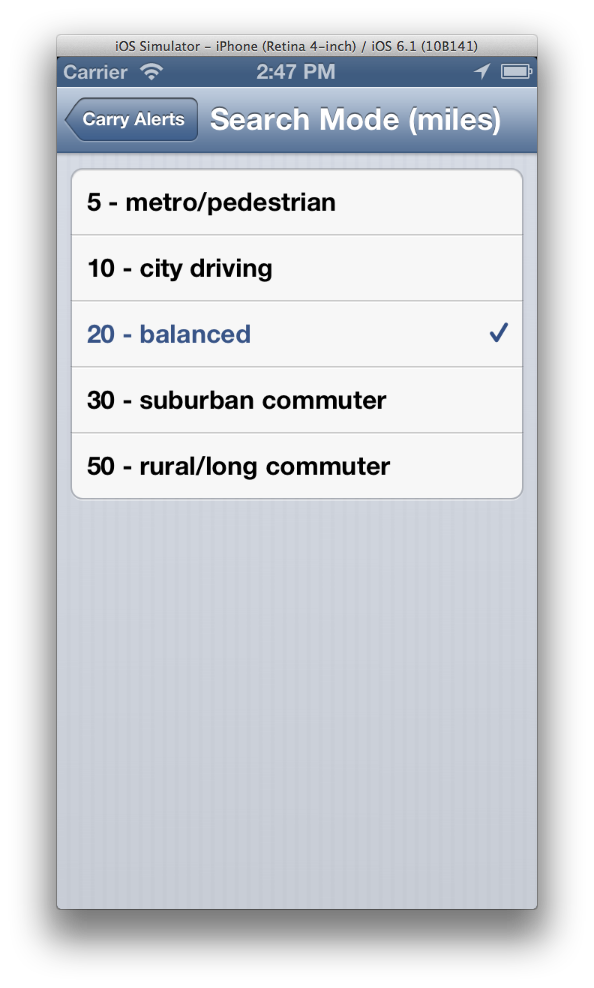 iOS Simulator - iPhone (Retina 4-inch) / iOS 6.1 (10B141)
Carrier 2:47 PM
Carry Alerts Search Mode (miles)
5 - metro/pedestrian
10 - city driving
20 - balanced
30 - suburban commuter
50 - rural/long commuter